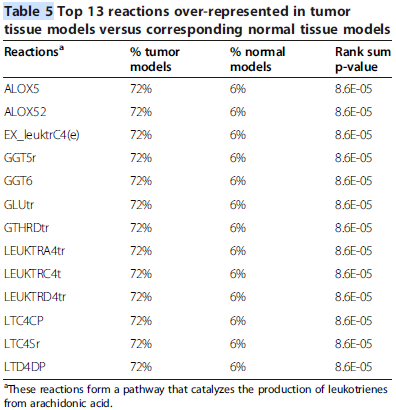 Table 5 Top 13 reactions over-represented in tumor
tissue models versus corresponding normal tissue models
Reactionsa % tumor models % normal models Rank sum p-value
ALOX5 72% 6% 8.6E-05
ALOX52 72% 6% 8.6E-05
EX_leuktrC4(e) 72% 6% 8.6E-05
GGT5r 72% 6% 8.6E-05
GGT6 72% 6% 8.6E-05
GLUtr 72% 6% 8.6E-05
GTHRDtr 72% 6% 8.6E-05
LEUKTRA4tr 72% 6% 8.6E-05
LEUKTRC4t 72% 6% 8.6E-05
LEUKTRD4tr 72% 6% 8.6E-05
LTC4CP 72% 6% 8.6E-05
LTC4Sr 72% 6% 8.6E-05
LTD4DP 72% 6% 8.6E-05
aThese reactions form a pathway that catalyzes the production of leukotrienes
from arachidonic acid.